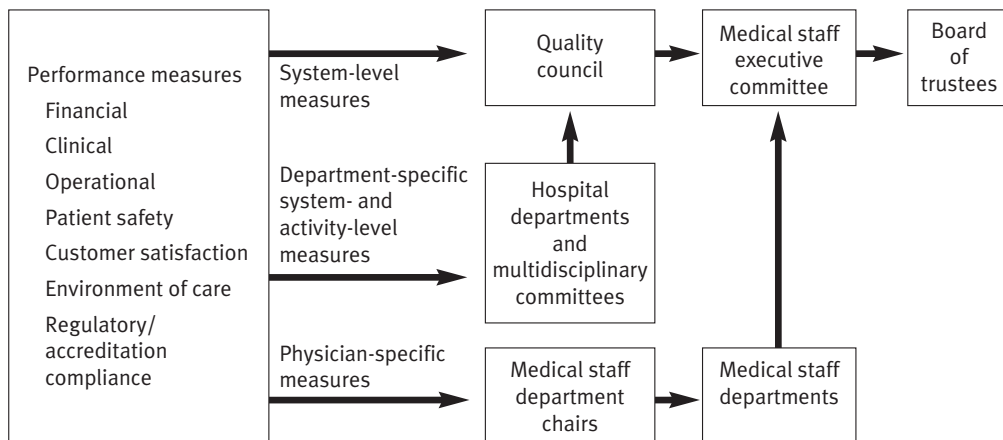 Performance measures
Financial
Clinical
Operational
Patient safety
Customer satisfaction
Environment of care
Regulatory/
accreditation
compliance
System-level
measures
Department-specific
system- and
activity-level
measures
Physician-specific
measures
Quality
council
Hospital
departments
and
multidisciplinary
committees
Medical staff
department
chairs
Medical staff
executive
committee
Medical staff
departments
Board
of
trustees